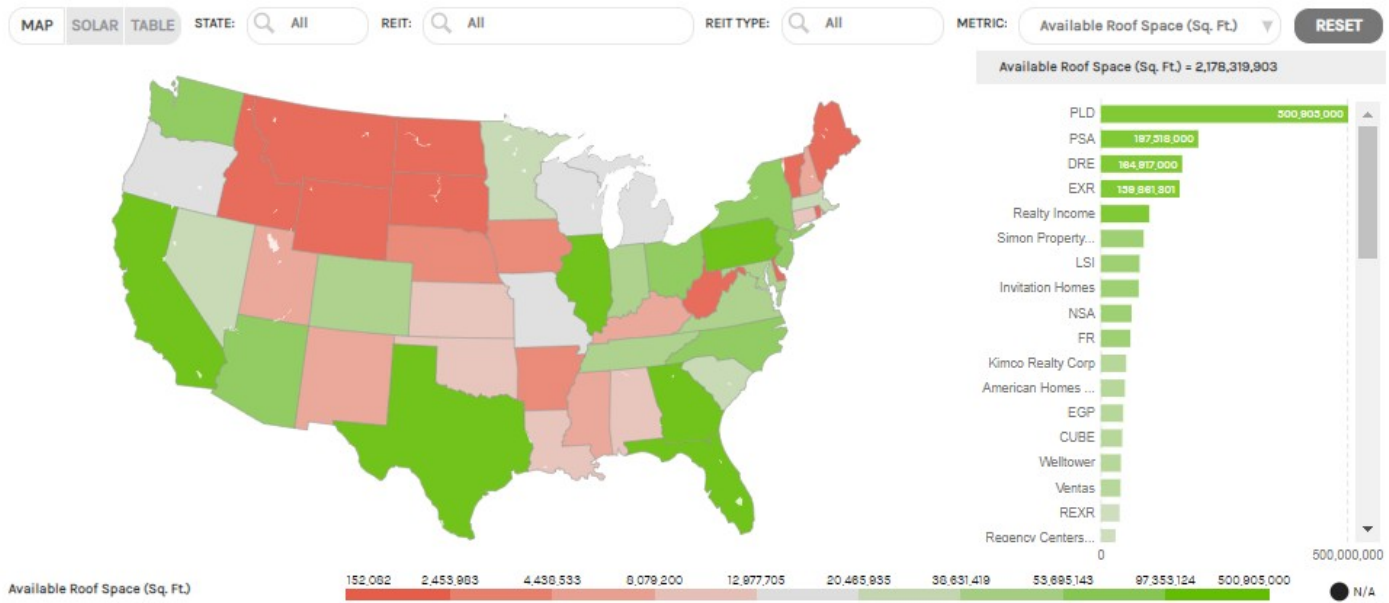 MAP SOLAR TABLE STATE: All REIT: All REIT TYPE: All METRIC: Available Roof Space (Sq. Ft.) RESET
Available Roof Space (Sq. Ft.) = 2,178,319,903
PLD 500,905,000
PSA 197,518,000
DRE 164,917,000
EXR 159,661,801
Realty Income
Simon Property...
LSI
Invitation Homes
NSA
FR
Kimco Realty Corp
American Homes ...
EGP
CUBE
Welltower
Ventas
REXR
Regency Centers...
0 500,000,000
Available Roof Space (Sq. Ft.) 152,082 2,453,983 4,438,533 8,079,200 12,977,705 20,465,935 38,631,419 53,695,143 97,353,124 500,905,000 N/A